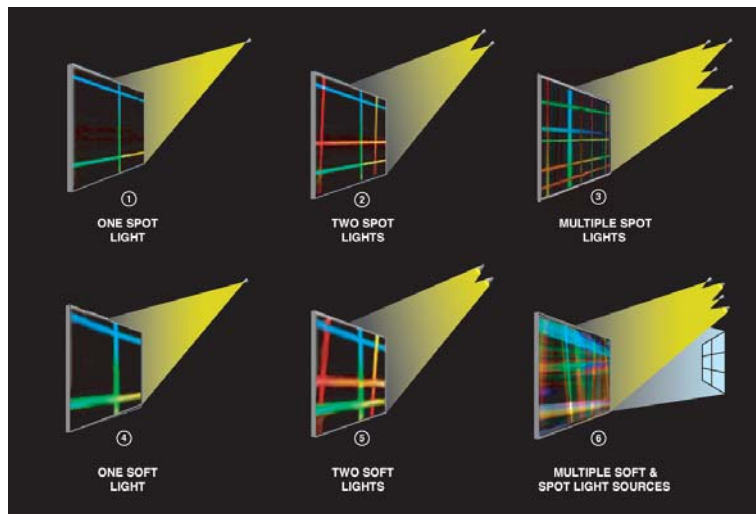 1
ONE SPOT
LIGHT
2
TWO SPOT
LIGHTS
3
MULTIPLE SPOT
LIGHTS
4
ONE SOFT
LIGHT
5
TWO SOFT
LIGHTS
6
MULTIPLE SOFT &
SPOT LIGHT SOURCES